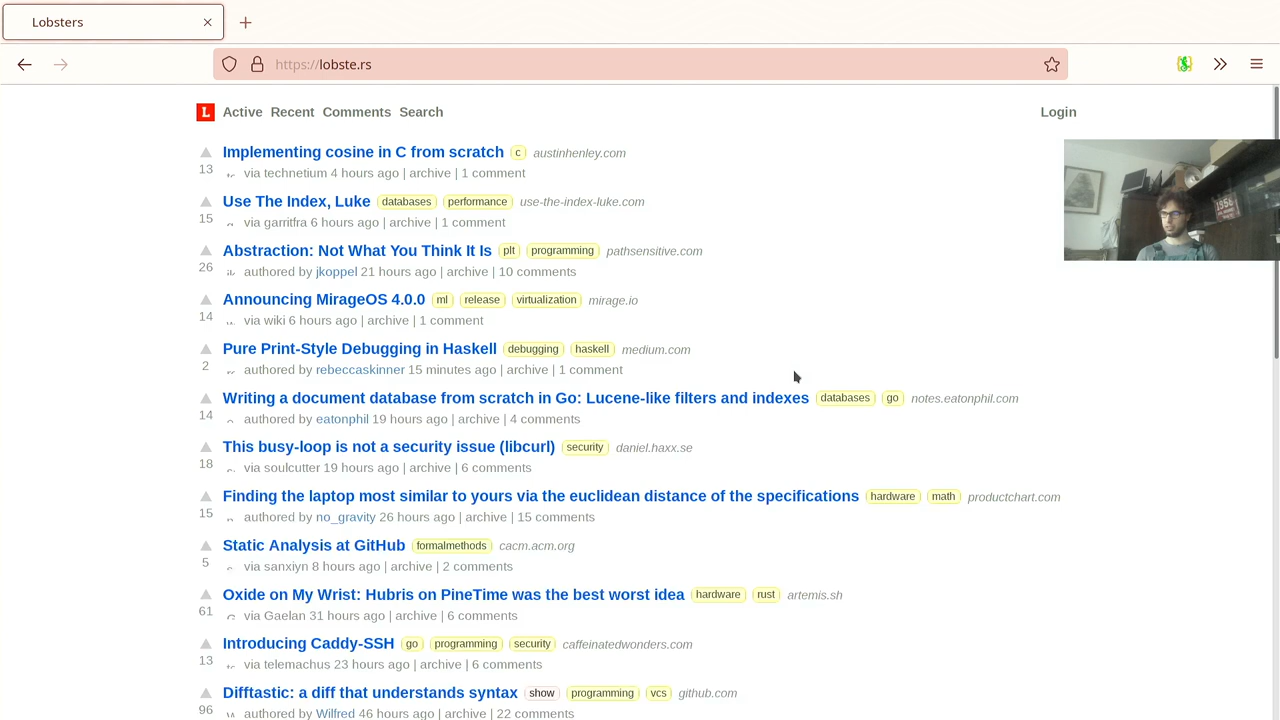 Lobsters
https://lobste.rs
L Active Recent Comments Search Login
Implementing cosine in C from scratch c austinhenley.com
13 via technetium 4 hours ago | archive | 1 comment
Use The Index, Luke databases performance use-the-index-luke.com
15 via garritfra 6 hours ago | archive | 1 comment
Abstraction: Not What You Think It Is plt programming pathsensitive.com
26 authored by jkoppel 21 hours ago | archive | 10 comments
Announcing MirageOS 4.0.0 ml release virtualization mirage.io
14 via wiki 6 hours ago | archive | 1 comment
Pure Print-Style Debugging in Haskell debugging haskell medium.com
2 authored by rebeccaskinner 15 minutes ago | archive | 1 comment
Writing a document database from scratch in Go: Lucene-like filters and indexes databases go notes.eatonphil.com
14 authored by eatonphil 19 hours ago | archive | 4 comments
This busy-loop is not a security issue (libcurl) security daniel.haxx.se
18 via soulcutter 19 hours ago | archive | 6 comments
Finding the laptop most similar to yours via the euclidean distance of the specifications hardware math productchart.com
15 authored by no_gravity 26 hours ago | archive | 15 comments
Static Analysis at GitHub formalmethods cacm.acm.org
5 via sanxiyn 8 hours ago | archive | 2 comments
Oxide on My Wrist: Hubris on PineTime was the best worst idea hardware rust artemis.sh
61 via Gaelan 31 hours ago | archive | 6 comments
Introducing Caddy-SSH go programming security caffeinatedwonders.com
13 via telemachus 23 hours ago | archive | 6 comments
Difftastic: a diff that understands syntax show programming vcs github.com
96 authored by Wilfred 46 hours ago | archive | 22 comments